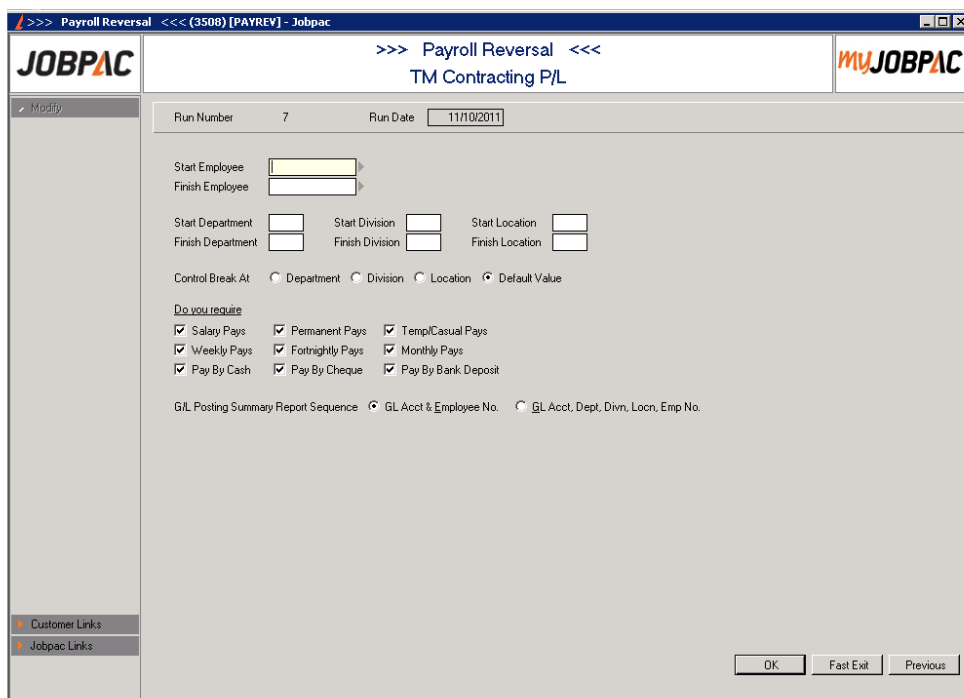 >>> Payroll Reversal <<< (3508) [PAYREV] - Jobpac
JOBPAC
>>> Payroll Reversal <<<
TM Contracting P/L
myJOBPAC
Modify
Run Number 7 Run Date 11/10/2011
Start Employee
Finish Employee
Start Department Start Division Start Location
Finish Department Finish Division Finish Location
Control Break At Department Division Location Default Value
Do you require
Salary Pays Permanent Pays Temp/Casual Pays
Weekly Pays Fortnightly Pays Monthly Pays
Pay By Cash Pay By Cheque Pay By Bank Deposit
G/L Posting Summary Report Sequence GL Acct & Employee No. GL Acct, Dept, Divn, Locn, Emp No.
Customer Links
Jobpac Links
OK Fast Exit Previous